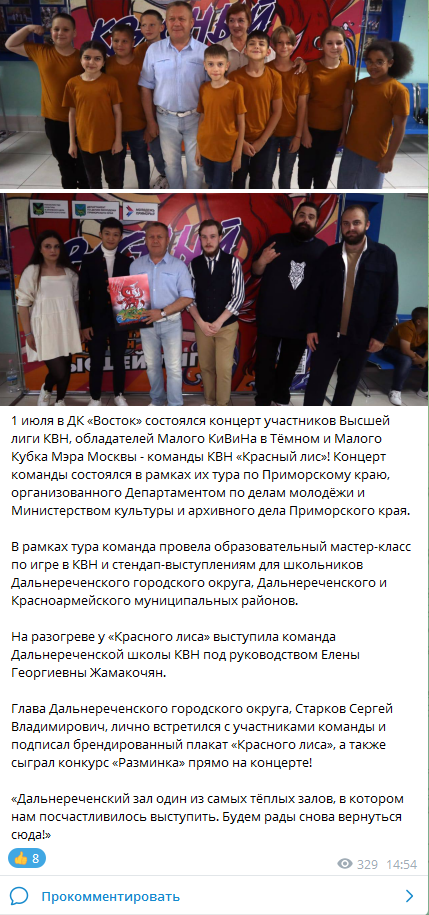 1 июля в ДК «Восток» состоялся концерт участников Высшей
лиги КВН, обладателей Малого КиВиНа в Тёмном и Малого
Кубка Мэра Москвы - команды КВН «Красный лис»! Концерт
команды состоялся в рамках их тура по Приморскому краю,
организованного Департаментом по делам молодёжи и
Министерством культуры и архивного дела Приморского края.
В рамках тура команда провела образовательный мастер-класс
по игре в КВН и стендап-выступлениям для школьников
Дальнереченского городского округа, Дальнереченского и
Красноармейского муниципальных районов.
На разогреве у «Красного лиса» выступила команда
Дальнереченской школы КВН под руководством Елены
Георгиевны Жамакочян.
Глава Дальнереченского городского округа, Старков Сергей
Владимирович, лично встретился с участниками команды и
подписал брендированный плакат «Красного лиса», а также
сыграл конкурс «Разминка» прямо на концерте!
«Дальнереченский зал один из самых тёплых залов, в котором
нам посчастливилось выступить. Будем рады снова вернуться
сюда!»
8
329 14:54
Прокомментировать